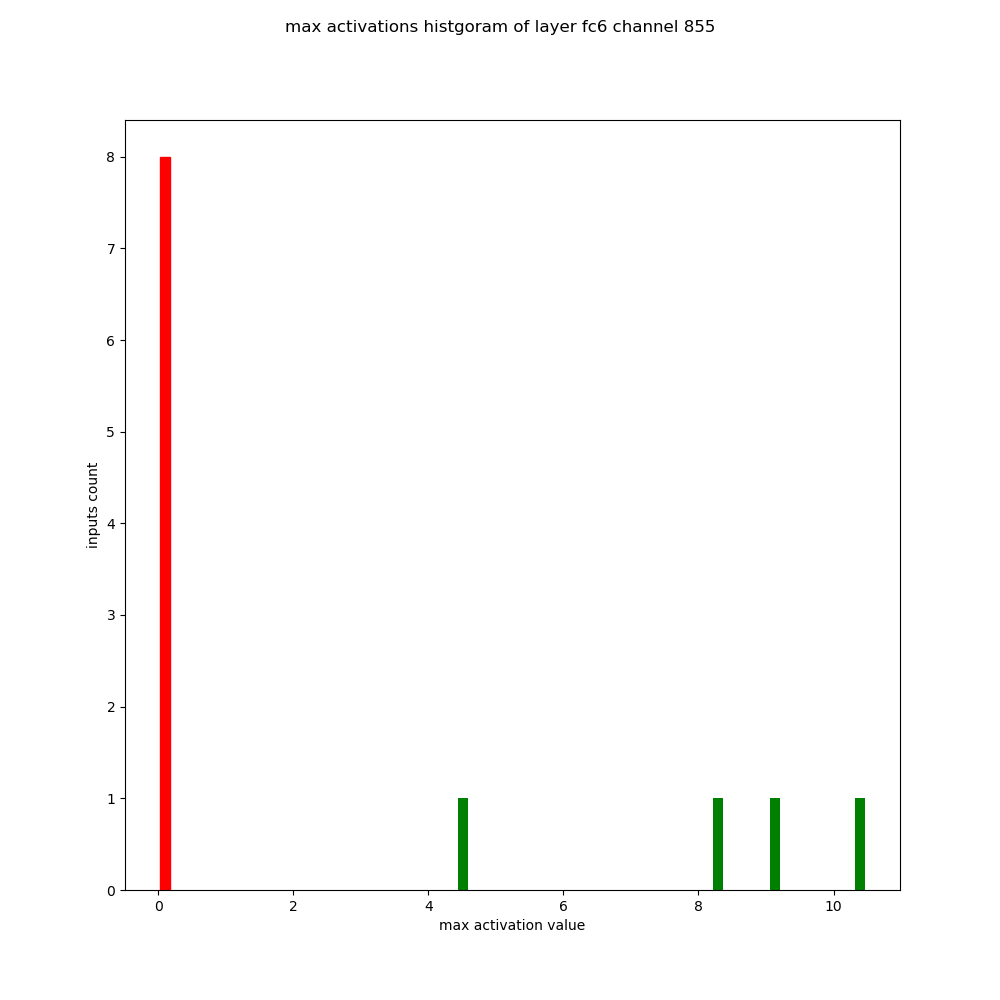 max activations histgoram of layer fc6 channel 855
8
7
6
5
4
3
2
1
0
inputs count
0 2 4 6 8 10
max activation value